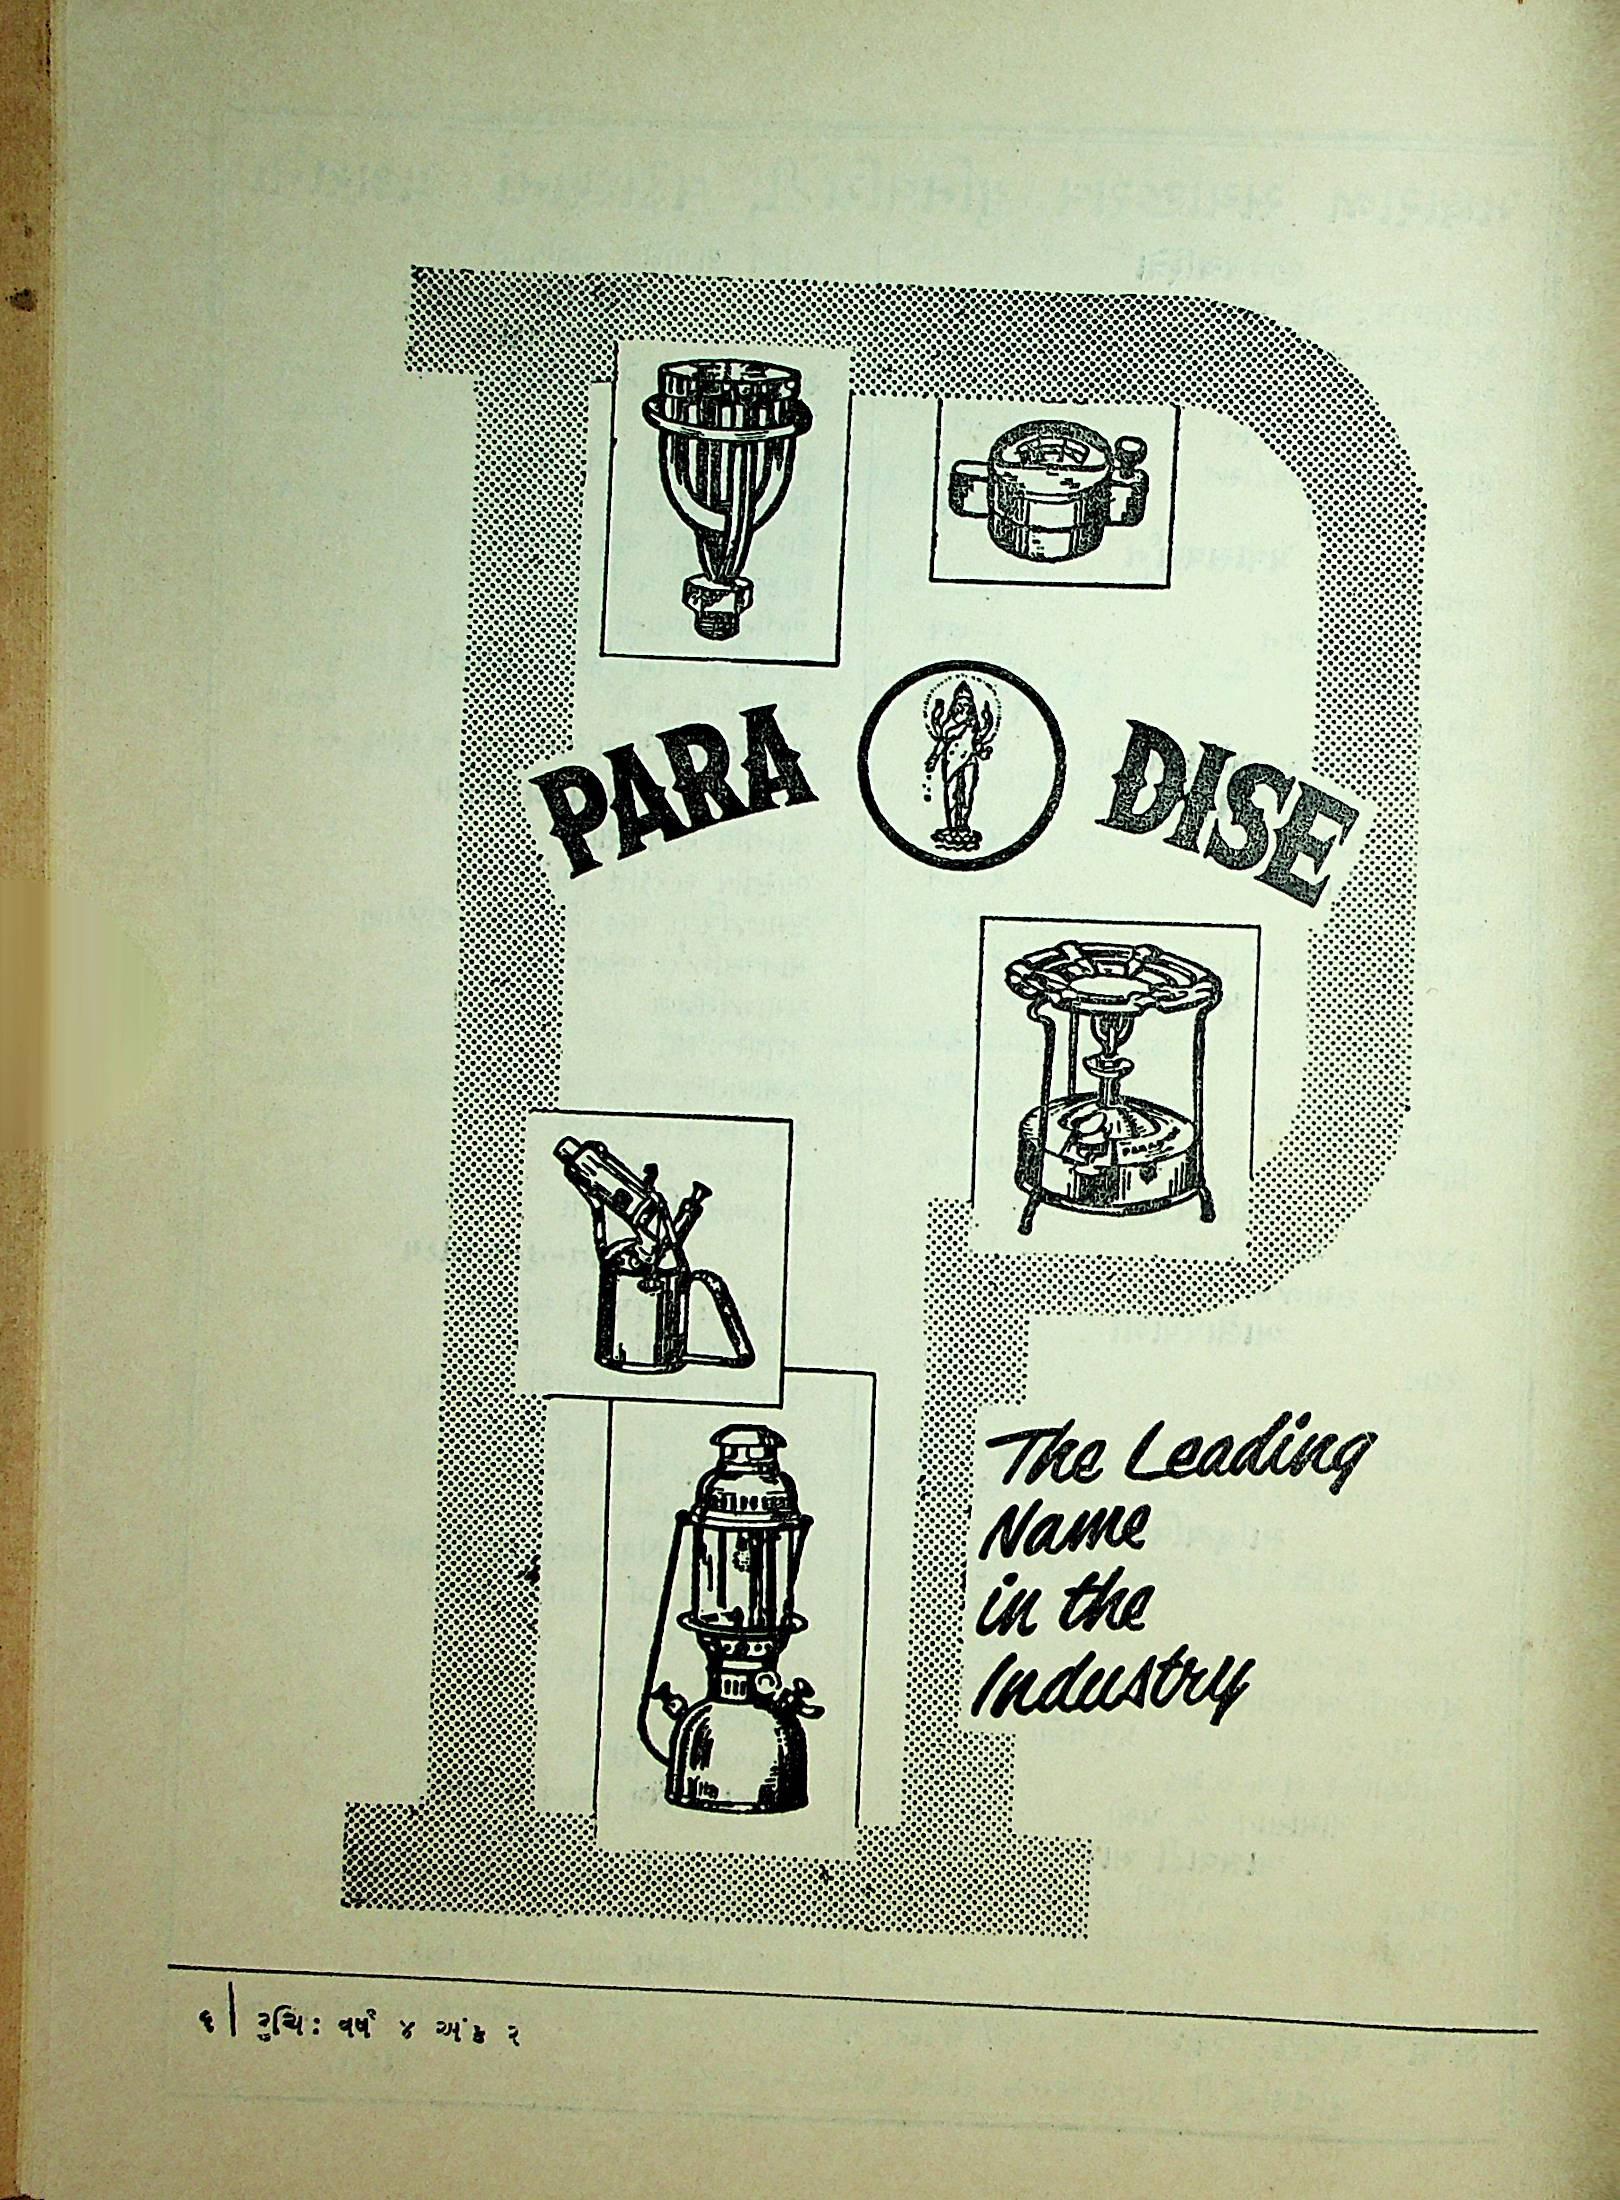 PARA DISE
The Leading
Name
in the
Industry
૬ | રુચિ: વર્ષ ૪ અંક ૨